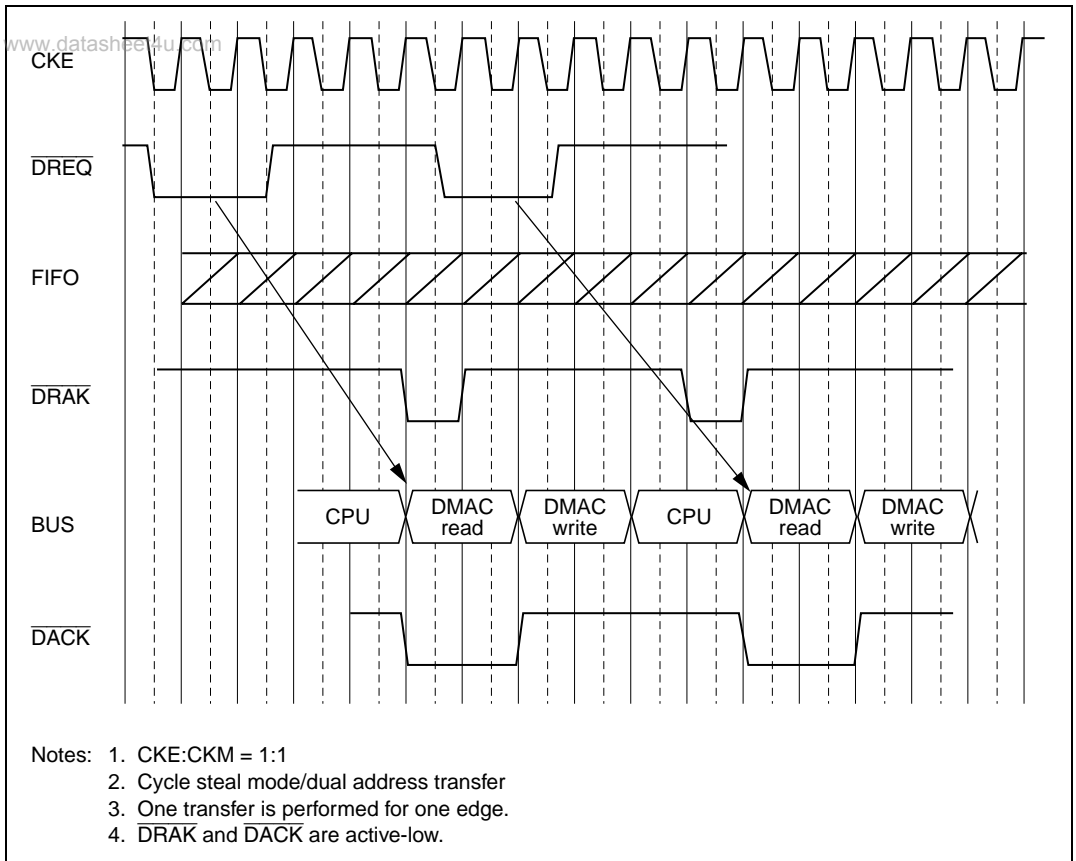 www.datasheet4u.com
CKE
DREQ
FIFO
DRAK
BUS
CPU
DMAC read
DMAC write
CPU
DMAC read
DMAC write
DACK
Notes: 1. CKE:CKM = 1:1
2. Cycle steal mode/dual address transfer
3. One transfer is performed for one edge.
4. DRAK and DACK are active-low.